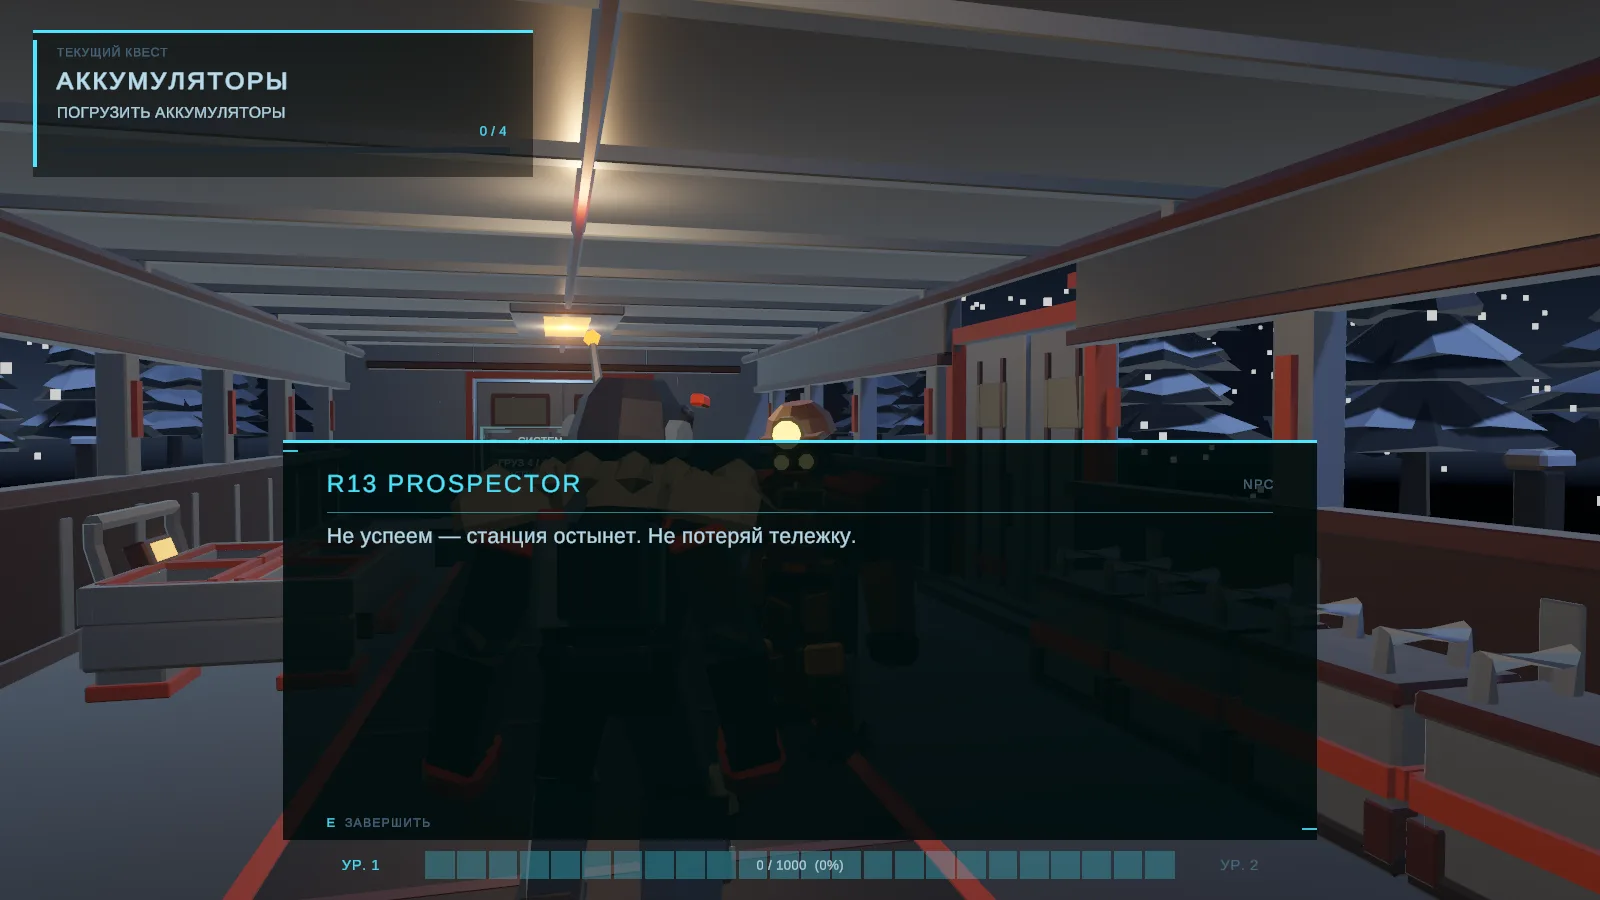 ТЕКУЩИЙ КВЕСТ
АККУМУЛЯТОРЫ
ПОГРУЗИТЬ АККУМУЛЯТОРЫ
0 / 4
R13 PROSPECTOR
NPC
Не успеем — станция остынет. Не потеряй тележку.
E ЗАВЕРШИТЬ
УР. 1
0 / 1000 (0%)
УР. 2